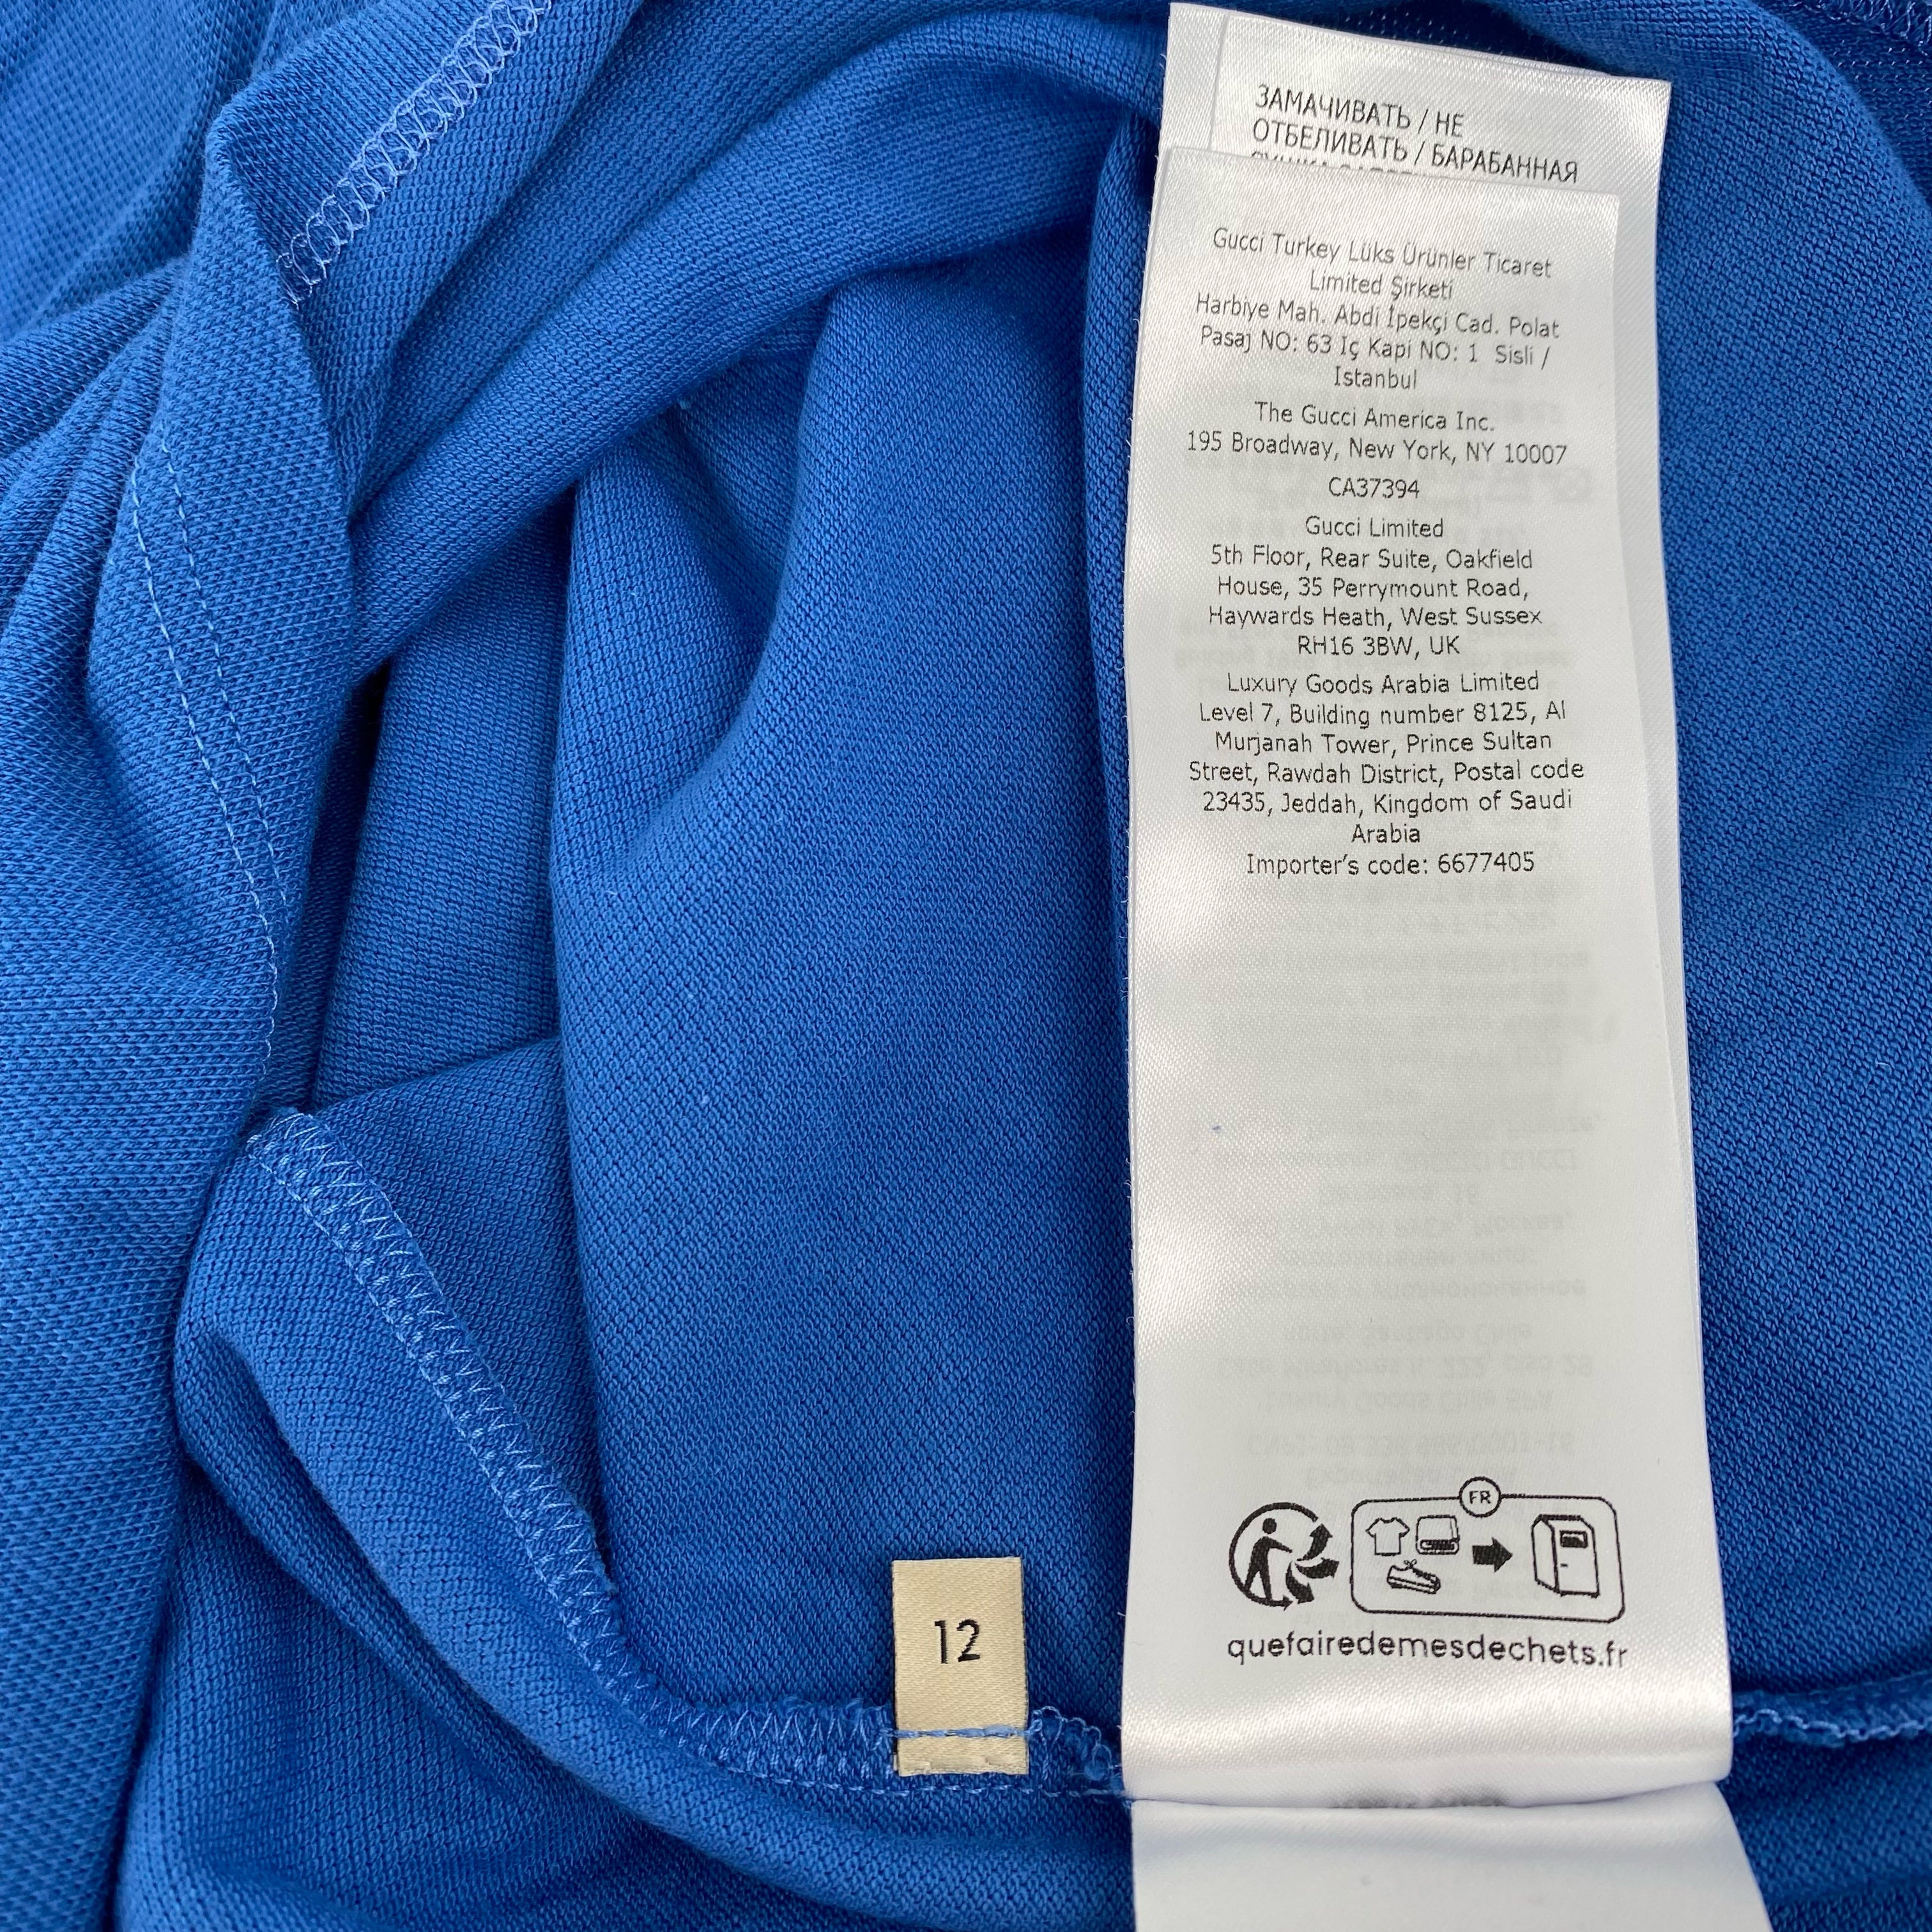 ЗАМАЧИВАТЬ / НЕ
ОТБЕЛИВАТЬ / БАРАБАННАЯ
Gucci Turkey Lüks Ürünler Ticaret
Limited Şirketi
Harbiye Mah. Abdi İpekçi Cad. Polat
Pasaj NO: 63 Iç Kapi NO: 1 Sisli /
Istanbul
The Gucci America Inc.
195 Broadway, New York, NY 10007
CA37394
Gucci Limited
5th Floor, Rear Suite, Oakfield
House, 35 Perrymount Road,
Haywards Heath, West Sussex
RH16 3BW, UK
Luxury Goods Arabia Limited
Level 7, Building number 8125, Al
Murjanah Tower, Prince Sultan
Street, Rawdah District, Postal code
23435, Jeddah, Kingdom of Saudi
Arabia
Importer's code: 6677405
FR
quefairedemesdechets.fr
12